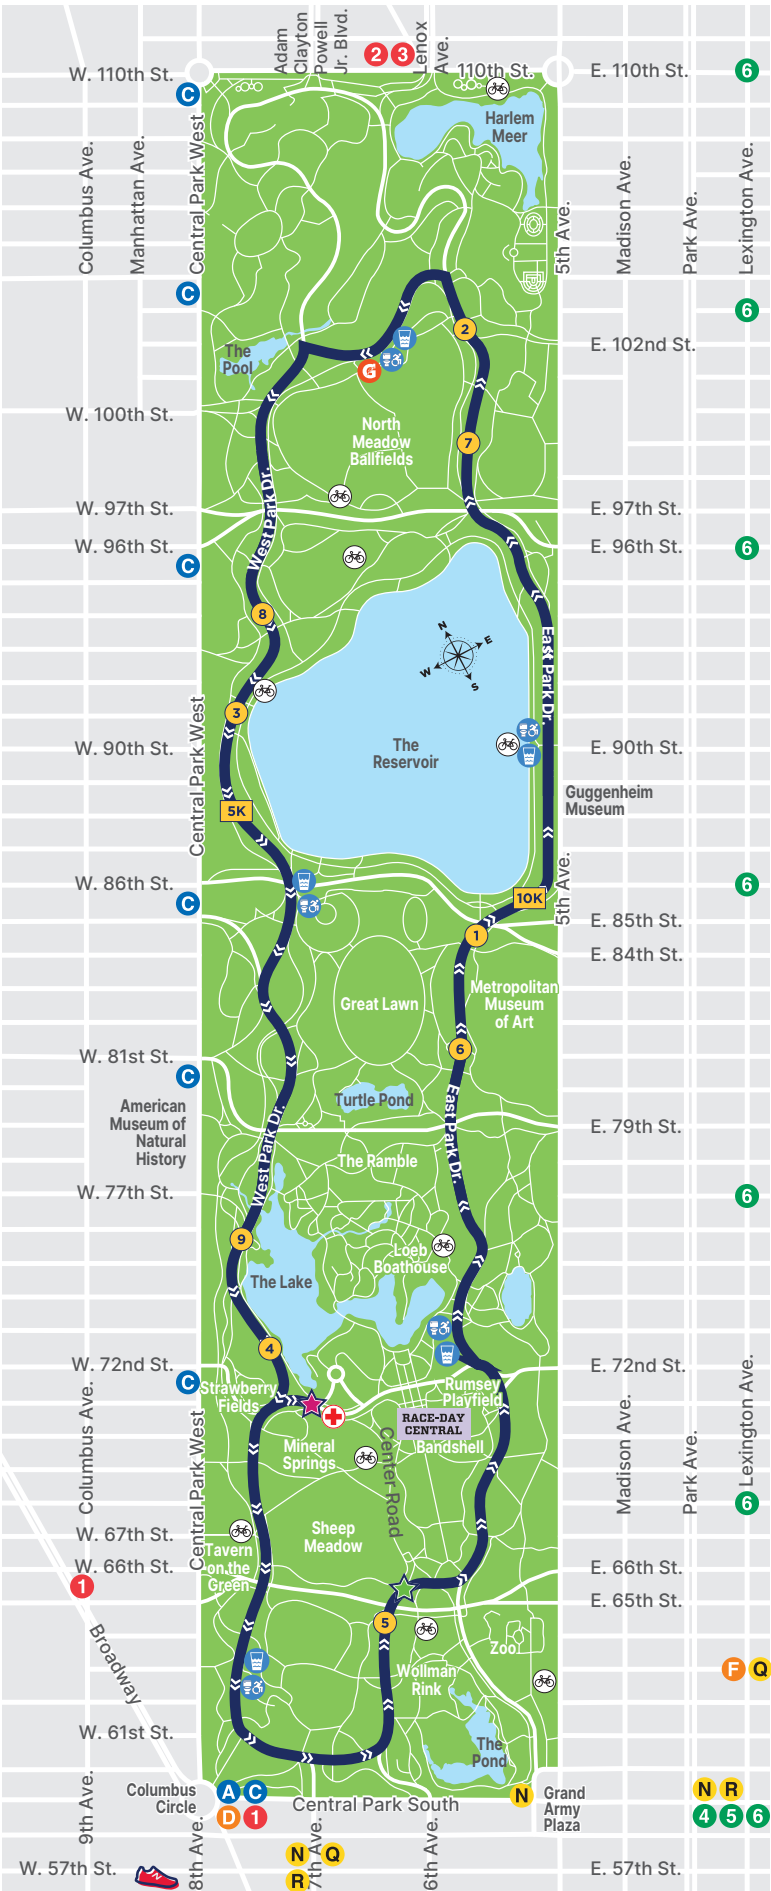 Adam
Clayton
Powell
Jr. Blvd.
2
3
Lenox
Ave.
W. 110th St.
110th St.
E. 110th St.
6
C
Harlem
Meer
Columbus Ave.
Manhattan Ave.
Central Park West
5th Ave.
Madison Ave.
Park Ave.
Lexington Ave.
C
6
2
E. 102nd St.
The
Pool
G
W. 100th St.
North
Meadow
Ballfields
7
West Park Dr.
W. 97th St.
E. 97th St.
W. 96th St.
E. 96th St.
6
C
8
N
E
W
S
East Park Dr.
3
Central Park West
W. 90th St.
The
Reservoir
E. 90th St.
Guggenheim
Museum
5K
W. 86th St.
6
C
10K
5th Ave.
E. 85th St.
1
E. 84th St.
Great Lawn
Metropolitan
Museum
of Art
6
W. 81st St.
C
American
Museum of
Natural
History
Turtle Pond
West Park Dr.
East Park Dr.
E. 79th St.
The Ramble
W. 77th St.
6
9
Loeb
Boathouse
The Lake
4
W. 72nd St.
E. 72nd St.
C
Strawberry
Fields
Rumsey
Playfield
RACE-DAY
CENTRAL
Bandshell
Columbus Ave.
Central Park West
Mineral
Springs
Center Road
Madison Ave.
Park Ave.
Lexington Ave.
6
W. 67th St.
Sheep
Meadow
Tavern
on the
Green
W. 66th St.
E. 66th St.
1
E. 65th St.
5
Broadway
Zoo
Wollman
Rink
F
Q
W. 61st St.
The
Pond
Columbus
Circle
A
C
D
1
Central Park South
N
Grand
Army
Plaza
N
R
4
5
6
9th Ave.
8th Ave.
7th Ave.
6th Ave.
N
Q
R
W. 57th St.
E. 57th St.